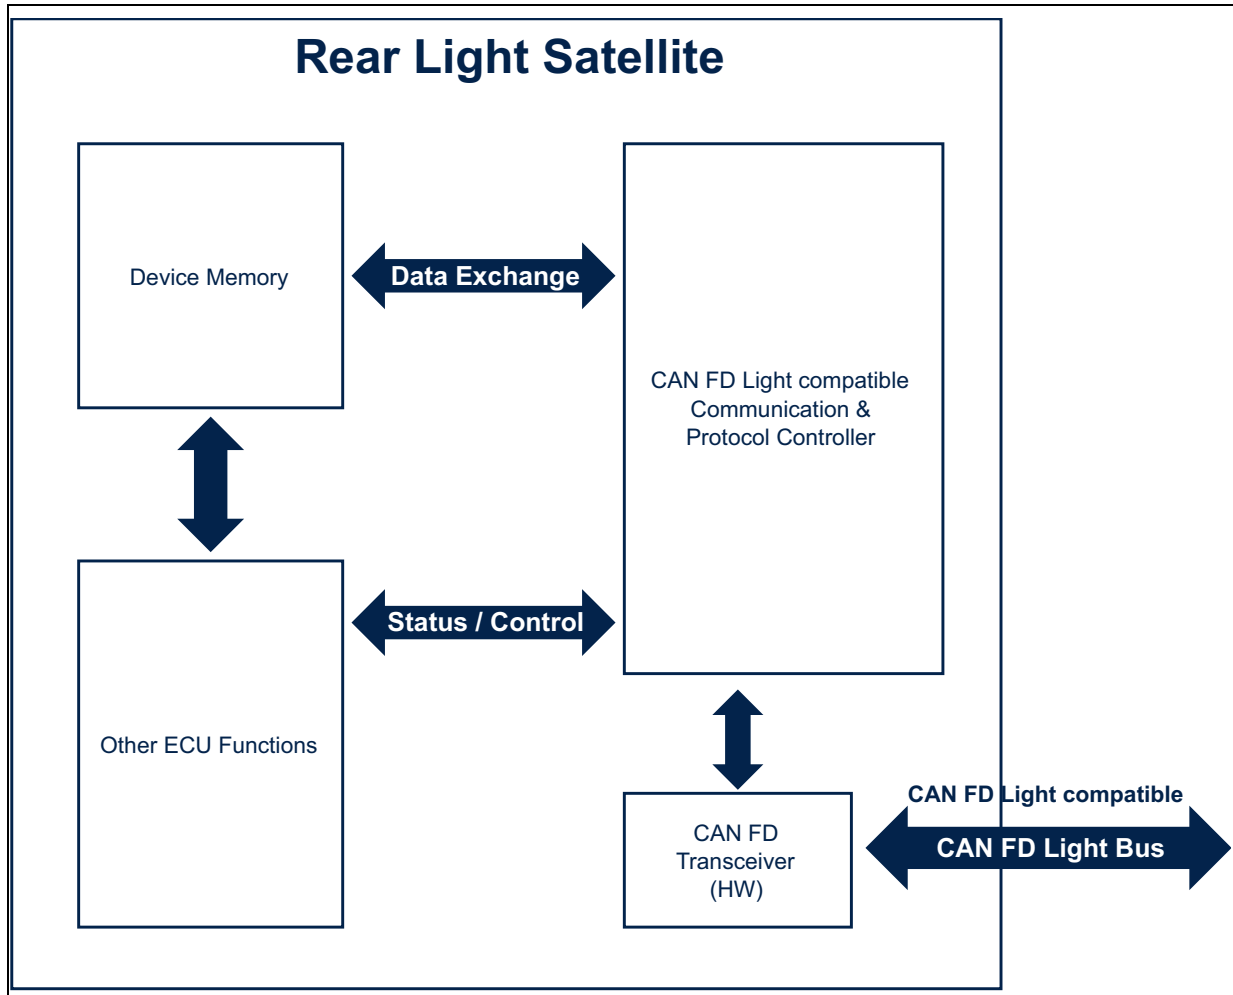 Rear Light Satellite
Device Memory
Data Exchange
CAN FD Light compatible
Communication &
Protocol Controller
Status / Control
Other ECU Functions
CAN FD
Transceiver
(HW)
CAN FD Light compatible
CAN FD Light Bus